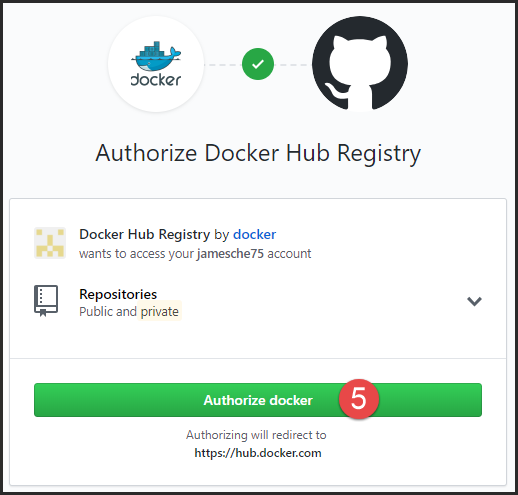 docker
Authorize Docker Hub Registry
Docker Hub Registry by docker
wants to access your jamesche75 account
Repositories
Public and private
Authorize docker 5
Authorizing will redirect to
https://hub.docker.com